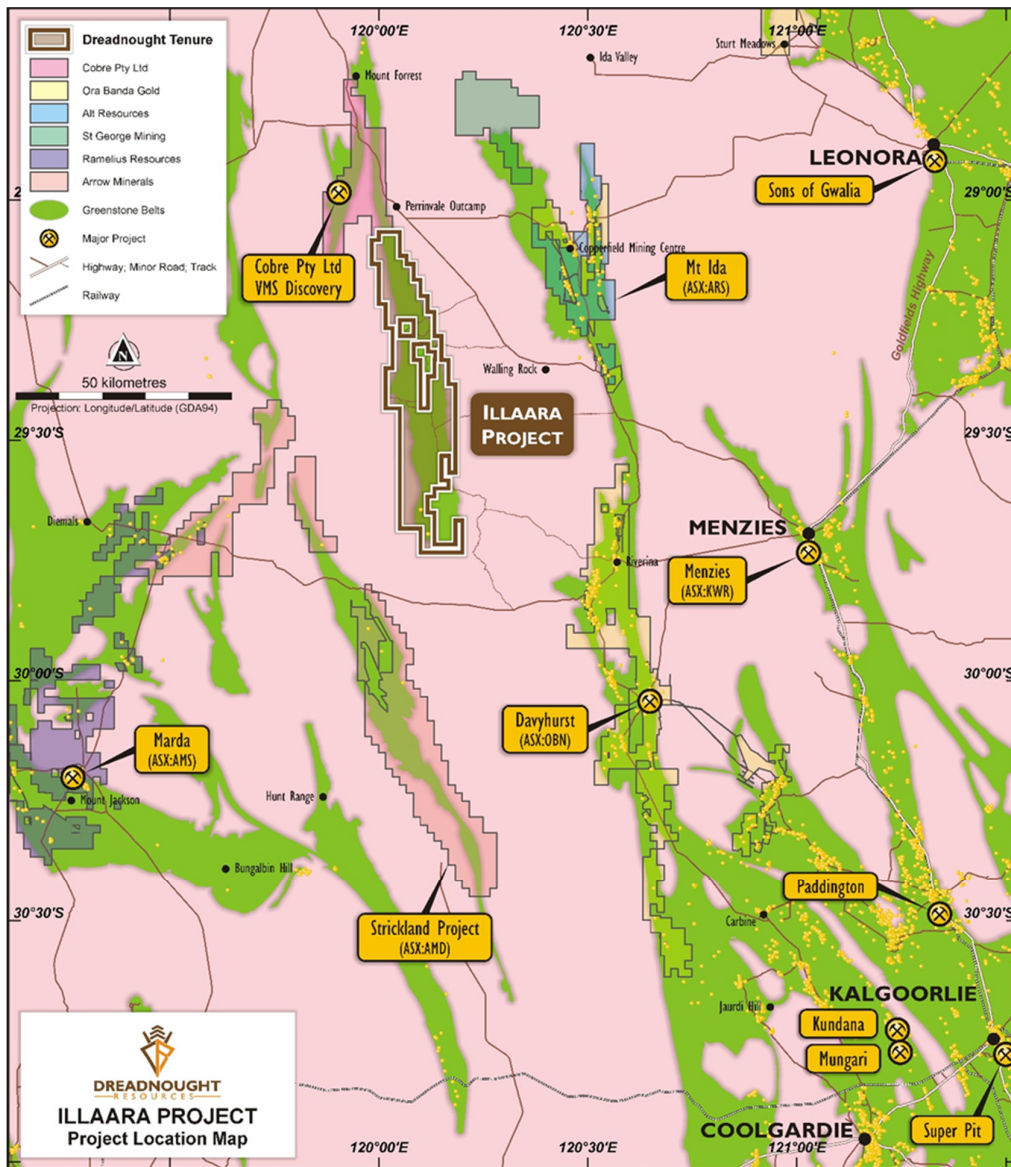 120°00'E
120°30'E
121°00'E
Dreadnought Tenure
Cobre Pty Ltd
Ora Banda Gold
Alt Resources
St George Mining
Ramelius Resources
Arrow Minerals
Greenstone Belts
Major Project
Highway; Minor Road; Track
Railway
N
50 kilometres
Projection: Longitude/Latitude (GDA94)
Mount Forrest
Ida Valley
Sturt Meadows
LEONORA
Sons of Gwalia
29°00'S
Perrinvale Outcamp
Cobre Pty Ltd
VMS Discovery
Copperfield Mining Centre
Mt Ida
(ASX:ARS)
Goldfields Highway
Walling Rock
ILLAARA
PROJECT
29°30'S
29°30'S
Diemals
MENZIES
Menzies
(ASX:KWR)
Riverina
30°00'S
30°00'S
Marda
(ASX:AMS)
Davyhurst
(ASX:OBN)
Mount Jackson
Hunt Range
Bungalbin Hill
Paddington
30°30'S
30°30'S
Strickland Project
(ASX:AMD)
Carbine
KALGOORLIE
Jaurdi Hill
Kundana
Mungari
Super Pit
COOLGARDIE
DREADNOUGHT
RESOURCES
ILLAARA PROJECT
Project Location Map
120°00'E
120°30'E
121°00'E